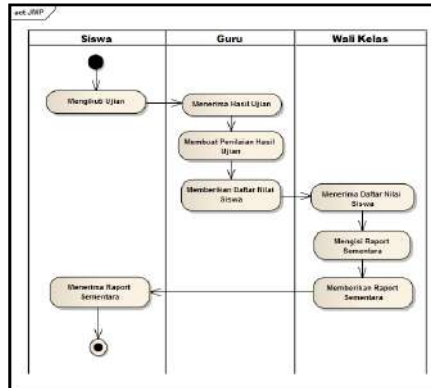 act JMP
Siswa
Guru
Wali Kelas
Mengikuti Ujian
Menerima Hasil Ujian
Membuat Penilaian Hasil
Ujian
Memberikan Daftar Nilai
Siswa
Menerima Daftar Nilai
Siswa
Mengisi Raport
Sementara
Memberikan Raport
Sementara
Menerima Raport
Sementara